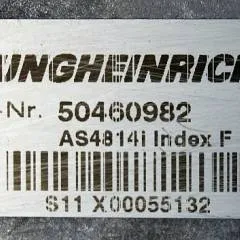 UNGHEINRICH
-Nr. 50460982
AS4814i Index F
S11 X00055132